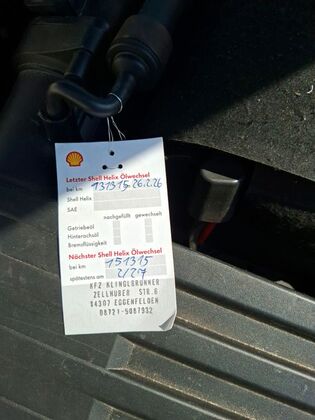 Letzter Shell Helix Ölwechsel
bei km 131315 26.2.26
Shell Helix
SAE
nachgefüllt gewechselt
Getriebeöl
Hinterachsöl
Bremsflüssigkeit
Nächster Shell Helix Ölwechsel
bei km 151315
spätestens am 2/27
KFZ KLINGLBRUNNER
ZELLHUBER STR.6
84307 EGGENFELDEN
08721-5087932